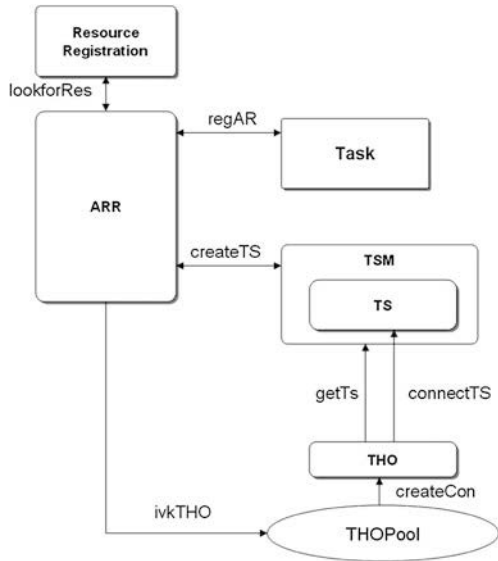 Resource
Registration
lookforRes
regAR
Task
ARR
createTS
TSM
TS
getTs
connectTS
THO
createCon
ivkTHO
THOPool